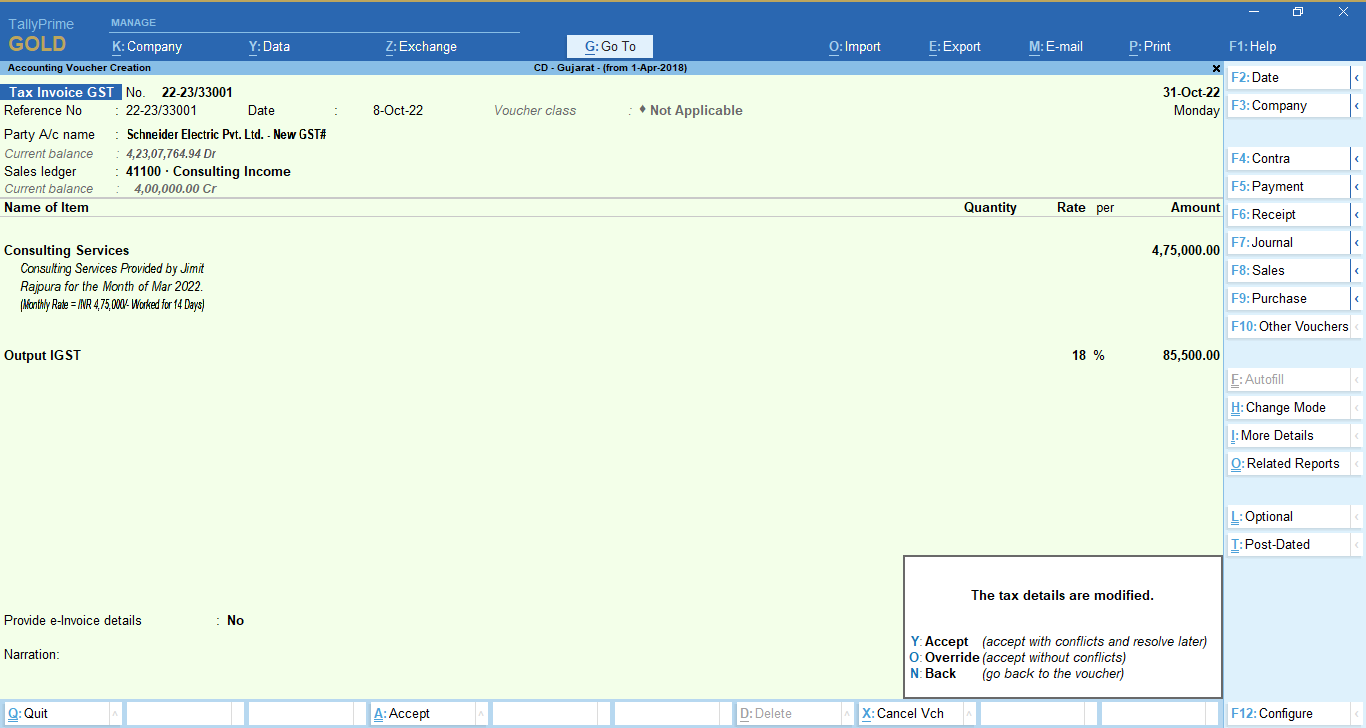 TallyPrime
GOLD
MANAGE
K: Company Y: Data Z: Exchange G: Go To O: Import E: Export M: E-mail P: Print F1: Help
Accounting Voucher Creation CD - Gujarat - (from 1-Apr-2018)
Tax Invoice GST No. 22-23/33001 31-Oct-22
Reference No : 22-23/33001 Date : 8-Oct-22 Voucher class : ♦ Not Applicable Monday
Party A/c name : Schneider Electric Pvt. Ltd. - New GST#
Current balance : 4,23,07,764.94 Dr
Sales ledger : 41100 · Consulting Income
Current balance : 4,00,000.00 Cr
Name of Item Quantity Rate per Amount
Consulting Services 4,75,000.00
Consulting Services Provided by Jimit
Rajpura for the Month of Mar 2022.
(Monthly Rate = INR 4,75,000/- Worked for 14 Days)
Output IGST 18 % 85,500.00
Provide e-Invoice details : No
Narration:
The tax details are modified.
Y: Accept (accept with conflicts and resolve later)
O: Override (accept without conflicts)
N: Back (go back to the voucher)
F2: Date
F3: Company
F4: Contra
F5: Payment
F6: Receipt
F7: Journal
F8: Sales
F9: Purchase
F10: Other Vouchers
F: Autofill
H: Change Mode
I: More Details
O: Related Reports
L: Optional
T: Post-Dated
Q: Quit A: Accept D: Delete X: Cancel Vch F12: Configure